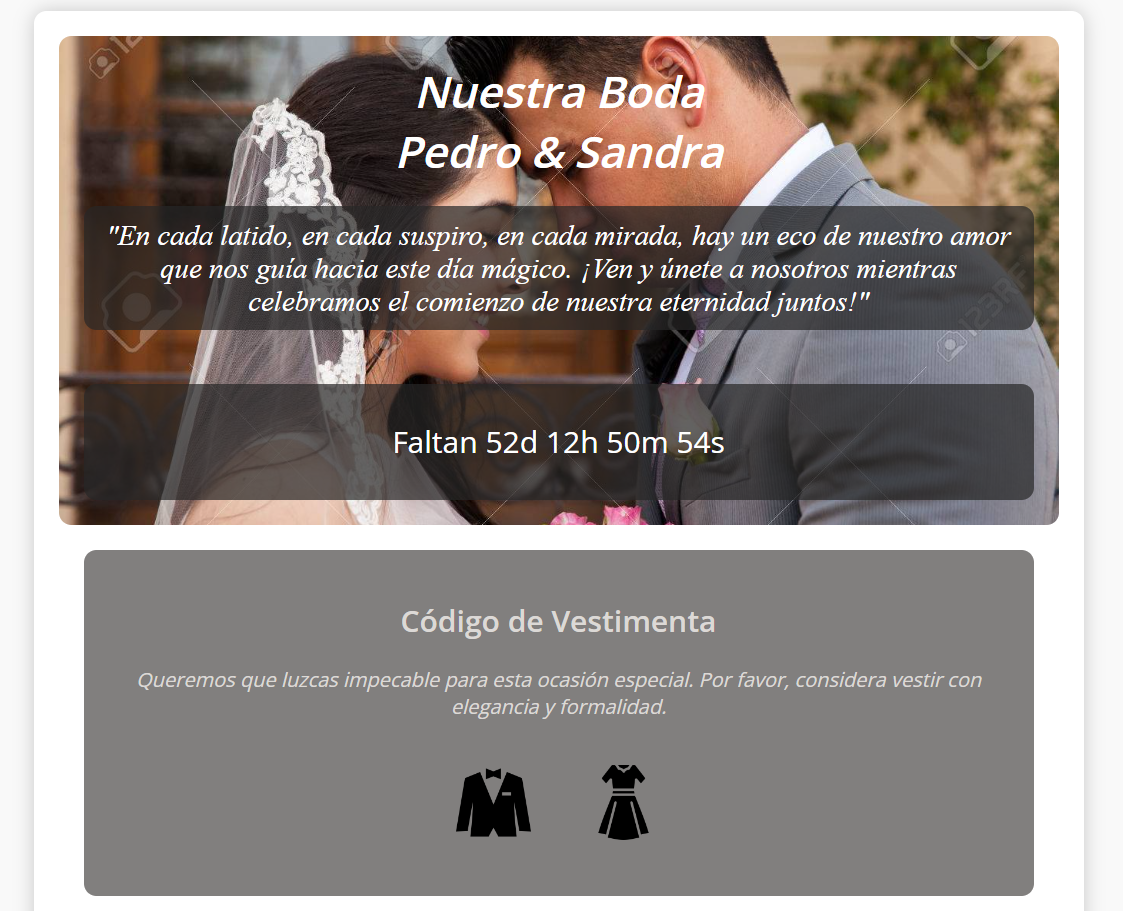 Nuestra Boda
Pedro & Sandra
"En cada latido, en cada suspiro, en cada mirada, hay un eco de nuestro amor
que nos guía hacia este día mágico. ¡Ven y únete a nosotros mientras
celebramos el comienzo de nuestra eternidad juntos!"
123RF
Faltan 52d 12h 50m 54s
Código de Vestimenta
Queremos que luzcas impecable para esta ocasión especial. Por favor, considera vestir con
elegancia y formalidad.